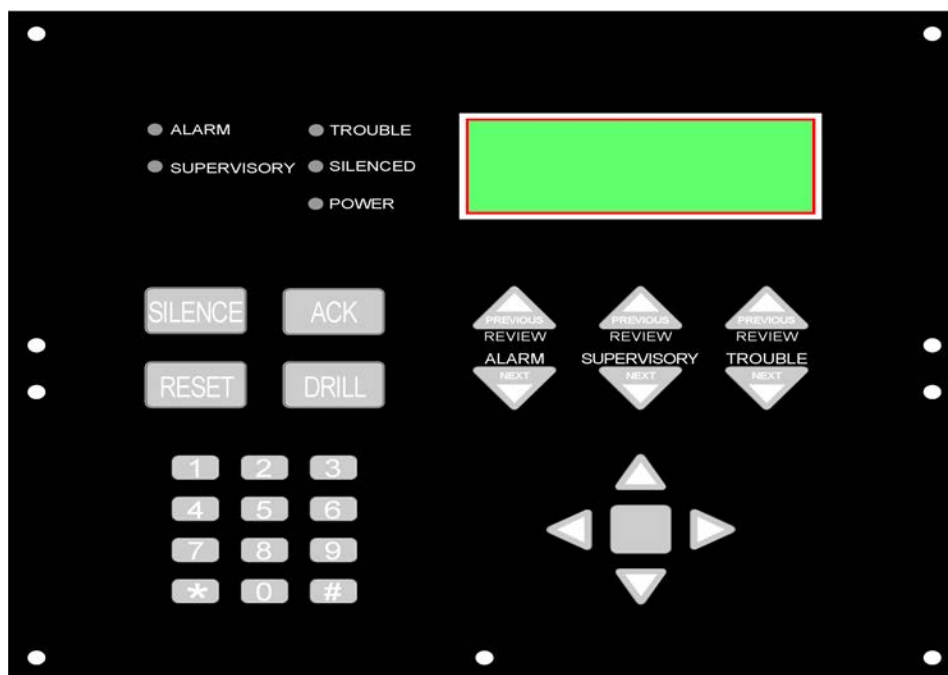 ALARM TROUBLE
SUPERVISORY SILENCED
POWER
SILENCE ACK
PREVIOUS PREVIOUS PREVIOUS
REVIEW REVIEW REVIEW
ALARM SUPERVISORY TROUBLE
NEXT NEXT NEXT
RESET DRILL
1 2 3
4 5 6
7 8 9
* 0 #